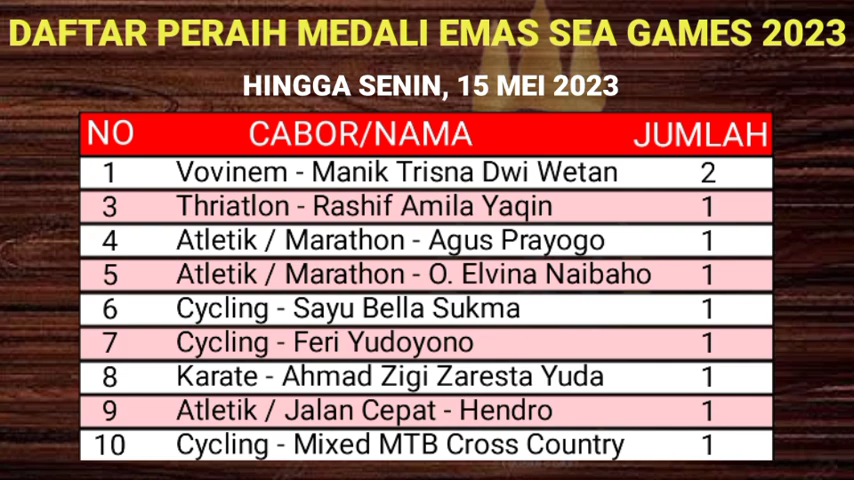 DAFTAR PERAIH MEDALI EMAS SEA GAMES 2023
HINGGA SENIN, 15 MEI 2023
NO CABOR/NAMA JUMLAH
1 Vovinem - Manik Trisna Dwi Wetan 2
3 Thriatlon - Rashif Amila Yaqin 1
4 Atletik / Marathon - Agus Prayogo 1
5 Atletik / Marathon - O. Elvina Naibaho 1
6 Cycling - Sayu Bella Sukma 1
7 Cycling - Feri Yudoyono 1
8 Karate - Ahmad Zigi Zaresta Yuda 1
9 Atletik / Jalan Cepat - Hendro 1
10 Cycling - Mixed MTB Cross Country 1